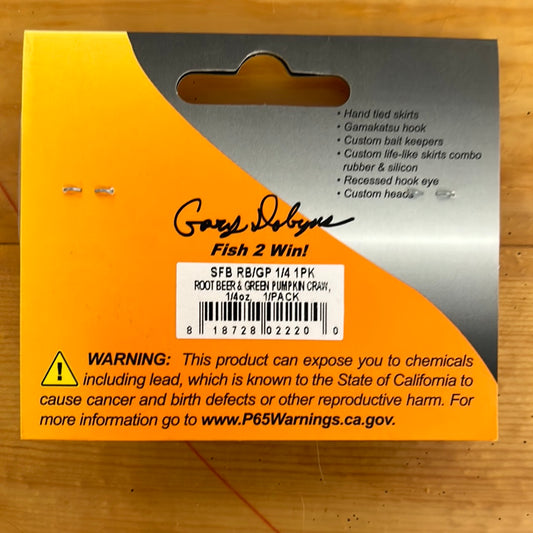 • Hand tied skirts
• Gamakatsu hook
• Custom bait keepers
• Custom life-like skirts combo
rubber & silicon
• Recessed hook eye
• Custom heads
Gary Dobyns
Fish 2 Win!
SFB RB/GP 1/4 1PK
ROOT BEER & GREEN PUMPKIN CRAW,
1/4oz, 1/PACK
8 18728 02220 0
WARNING: This product can expose you to chemicals
including lead, which is known to the State of California to
cause cancer and birth defects or other reproductive harm. For
more information go to www.P65Warnings.ca.gov.